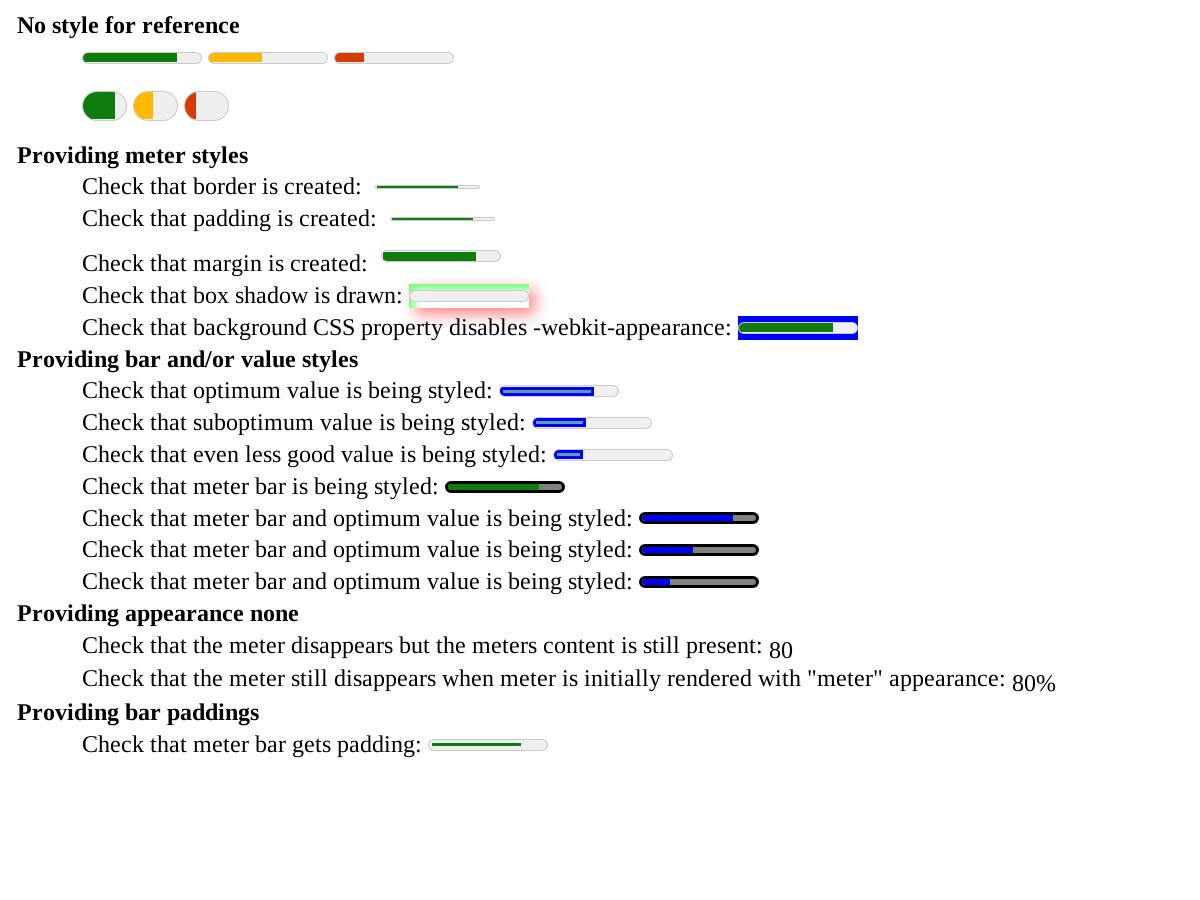 No style for reference
Providing meter styles
Check that border is created:
Check that padding is created:
Check that margin is created:
Check that box shadow is drawn:
Check that background CSS property disables -webkit-appearance:
Providing bar and/or value styles
Check that optimum value is being styled:
Check that suboptimum value is being styled:
Check that even less good value is being styled:
Check that meter bar is being styled:
Check that meter bar and optimum value is being styled:
Check that meter bar and optimum value is being styled:
Check that meter bar and optimum value is being styled:
Providing appearance none
Check that the meter disappears but the meters content is still present: 80
Check that the meter still disappears when meter is initially rendered with "meter" appearance: 80%
Providing bar paddings
Check that meter bar gets padding: